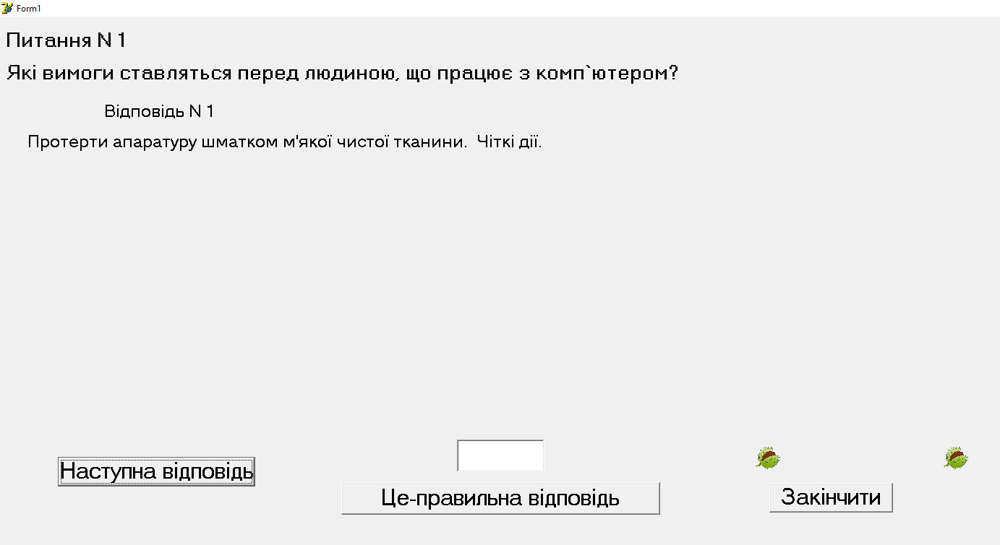 Form1
Питання N 1
Які вимоги ставляться перед людиною, що працює з комп`ютером?
Відповідь N 1
Протерти апаратуру шматком м'якої чистої тканини.  Чіткі дії.
Наступна відповідь
Це-правильна відповідь
Закінчити